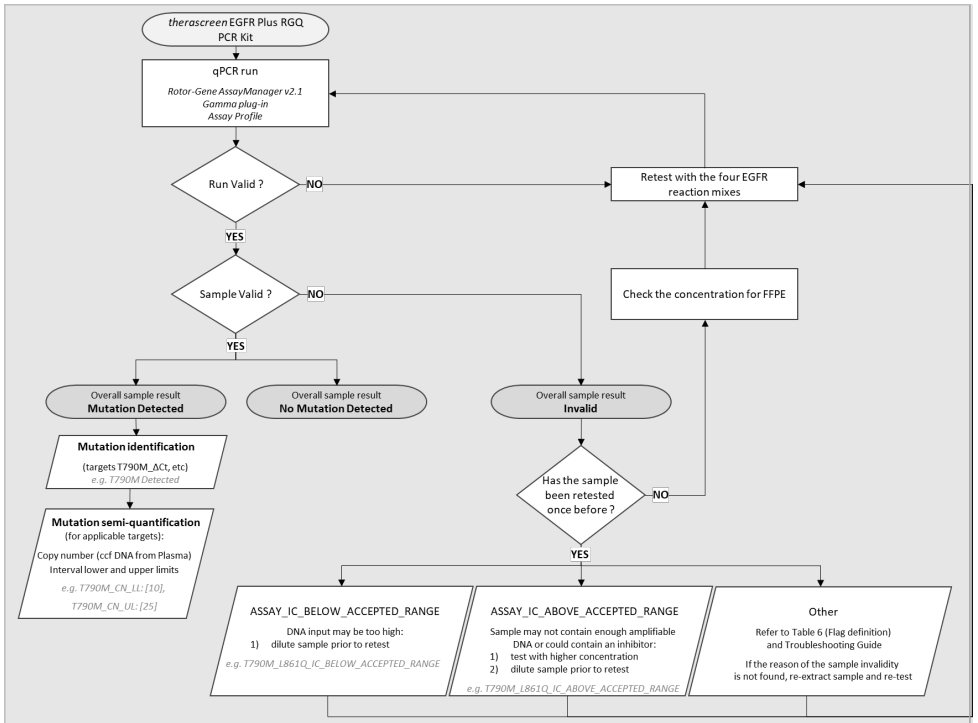 therascreen EGFR Plus RGQ
PCR Kit
qPCR run
Rotor-Gene AssayManager v2.1
Gamma plug-in
Assay Profile
Run Valid ?
NO
Retest with the four EGFR
reaction mixes
YES
Sample Valid ?
NO
Check the concentration for FFPE
YES
Overall sample result
Mutation Detected
Overall sample result
No Mutation Detected
Overall sample result
Invalid
Mutation identification
(targets T790M_ΔCt, etc)
e.g. T790M Detected
Has the sample
been retested
once before ?
NO
Mutation semi-quantification
(for applicable targets):
Copy number (ccf DNA from Plasma)
Interval lower and upper limits
e.g. T790M_CN_LL: [10],
T790M_CN_UL: [25]
YES
ASSAY_IC_BELOW_ACCEPTED_RANGE
DNA input may be too high:
1) dilute sample prior to retest
e.g. T790M_L861Q_IC_BELOW_ACCEPTED_RANGE
ASSAY_IC_ABOVE_ACCEPTED_RANGE
Sample may not contain enough amplifiable
DNA or could contain an inhibitor:
1) test with higher concentration
2) dilute sample prior to retest
e.g. T790M_L861Q_IC_ABOVE_ACCEPTED_RANGE
Other
Refer to Table 6 (Flag definition)
and Troubleshooting Guide
If the reason of the sample invalidity
is not found, re-extract sample and re-test